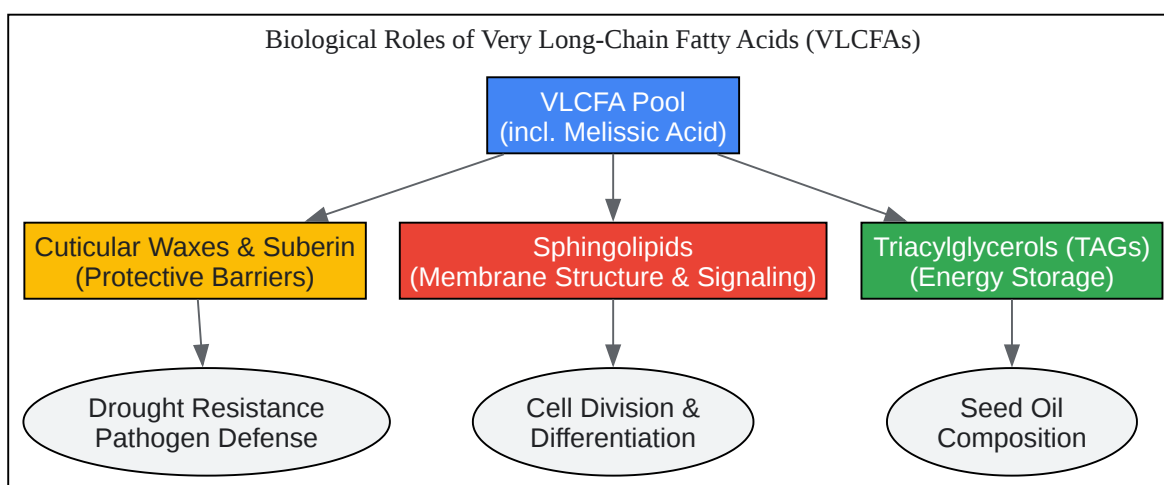 Biological Roles of Very Long-Chain Fatty Acids (VLCFAs)
VLCFA Pool
(incl. Melissic Acid)
Cuticular Waxes & Suberin
(Protective Barriers)
Sphingolipids
(Membrane Structure & Signaling)
Triacylglycerols (TAGs)
(Energy Storage)
Drought Resistance
Pathogen Defense
Cell Division &
Differentiation
Seed Oil
Composition